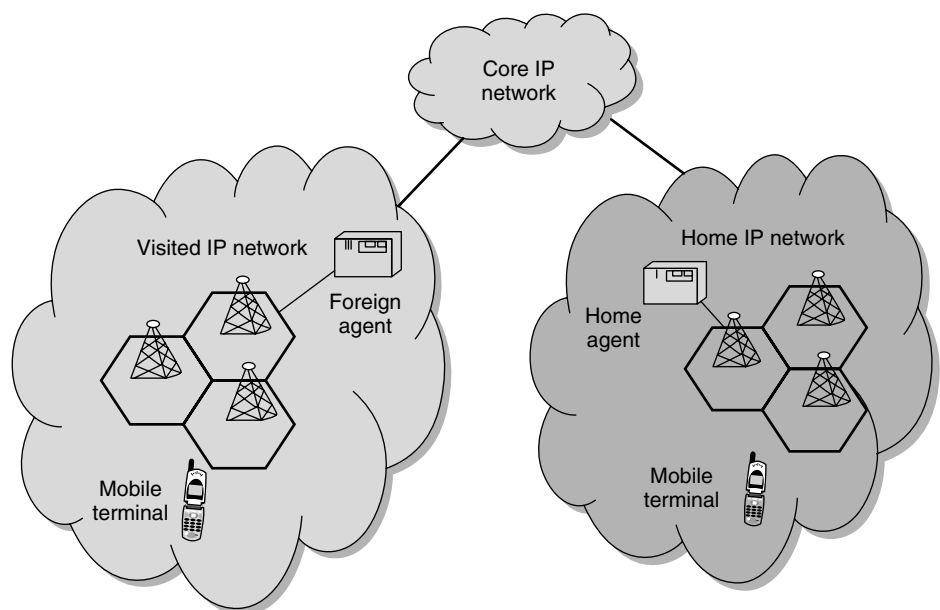 Core IP
network
Visited IP network
Foreign
agent
Mobile
terminal
Home IP network
Home
agent
Mobile
terminal